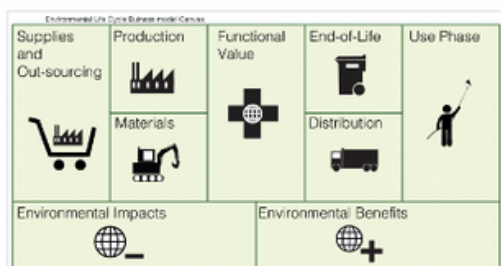 Environmental Life Cycle Buiness model Canvas
Supplies
and
Out-sourcing
Production
Materials
Functional
Value
End-of-Life
Distribution
Use Phase
Environmental Impacts
Environmental Benefits